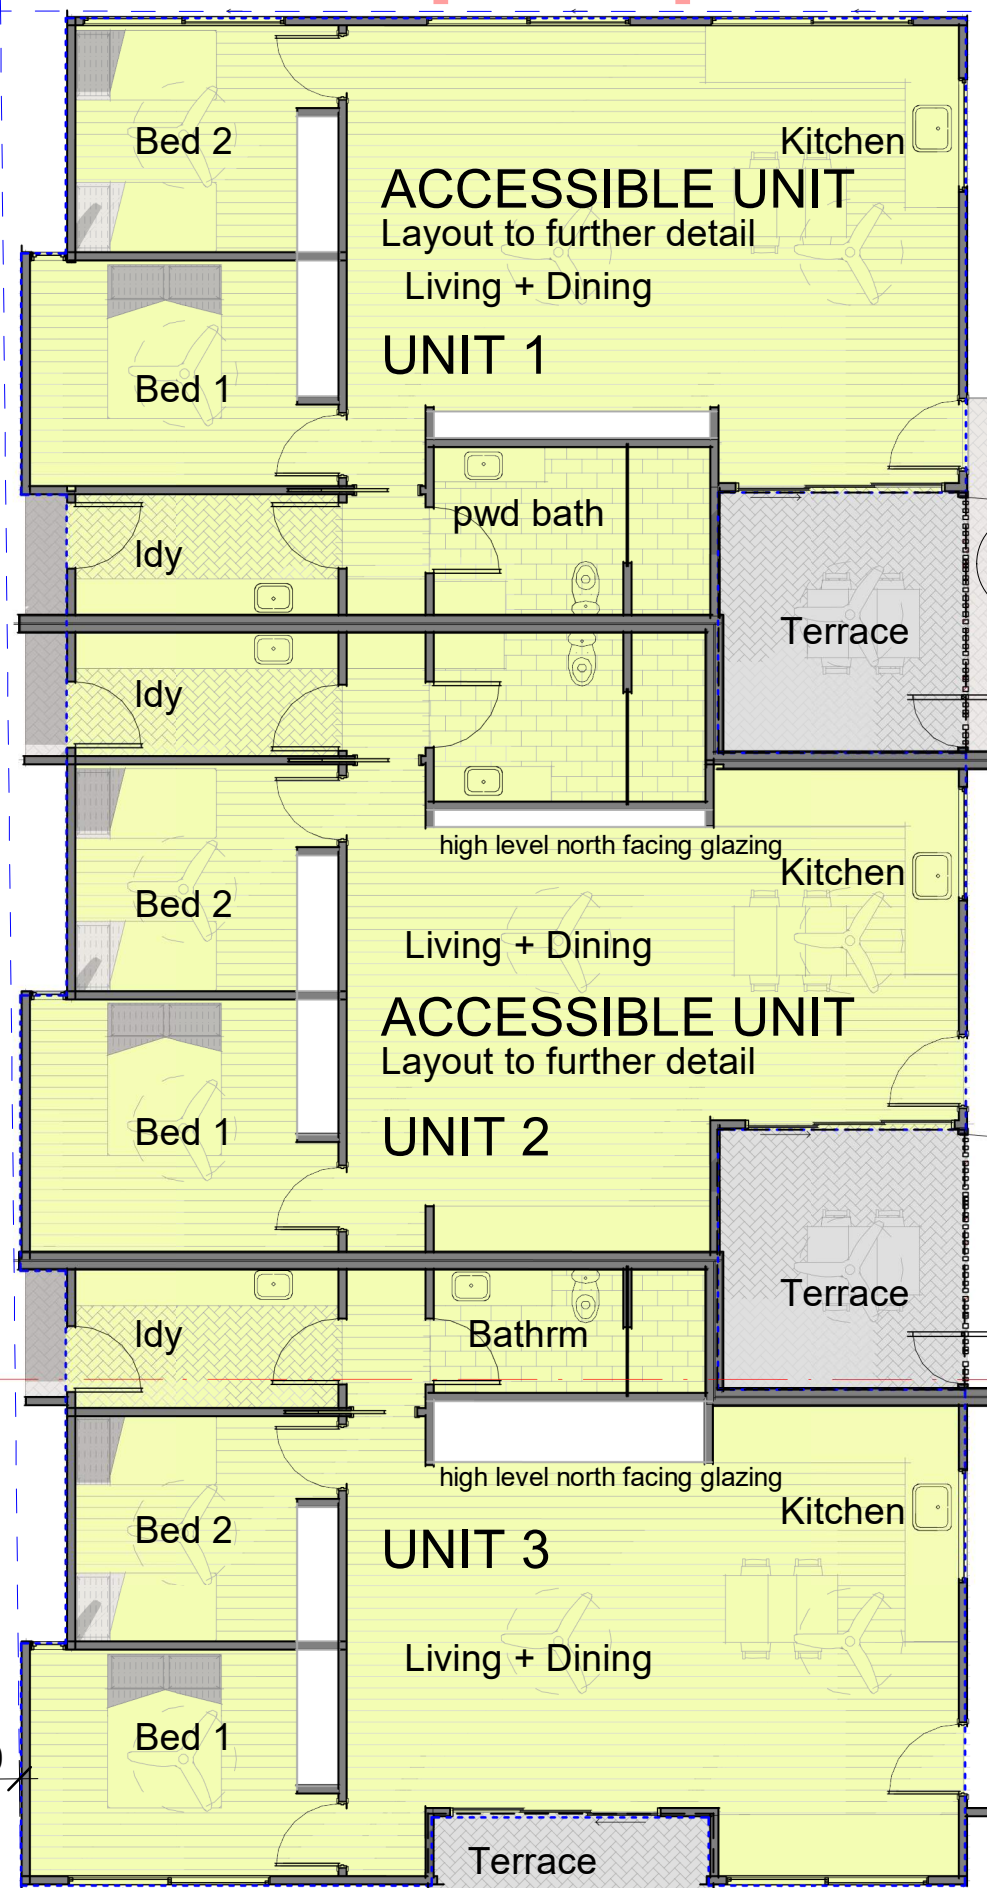 Bed 2
Kitchen
ACCESSIBLE UNIT
Layout to further detail
Living + Dining
UNIT 1
Bed 1
pwd bath
ldy
Terrace
ldy
high level north facing glazing
Kitchen
Bed 2
Living + Dining
ACCESSIBLE UNIT
Layout to further detail
Bed 1
UNIT 2
Terrace
ldy
Bathrm
high level north facing glazing
Kitchen
Bed 2
UNIT 3
Living + Dining
Bed 1
Terrace